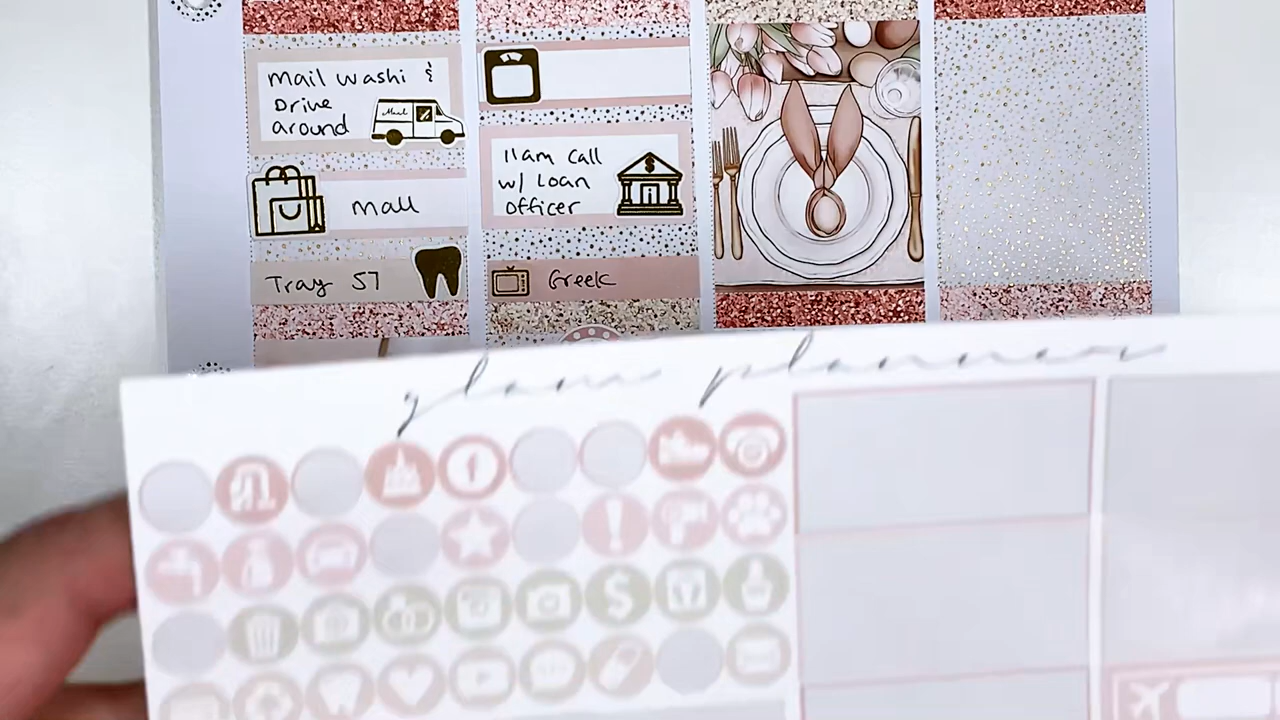 Mail washi &
Drive
around
Mail
Mall
Tray 57
11am Call
w/ Loan
Officer
Greek
glam planner